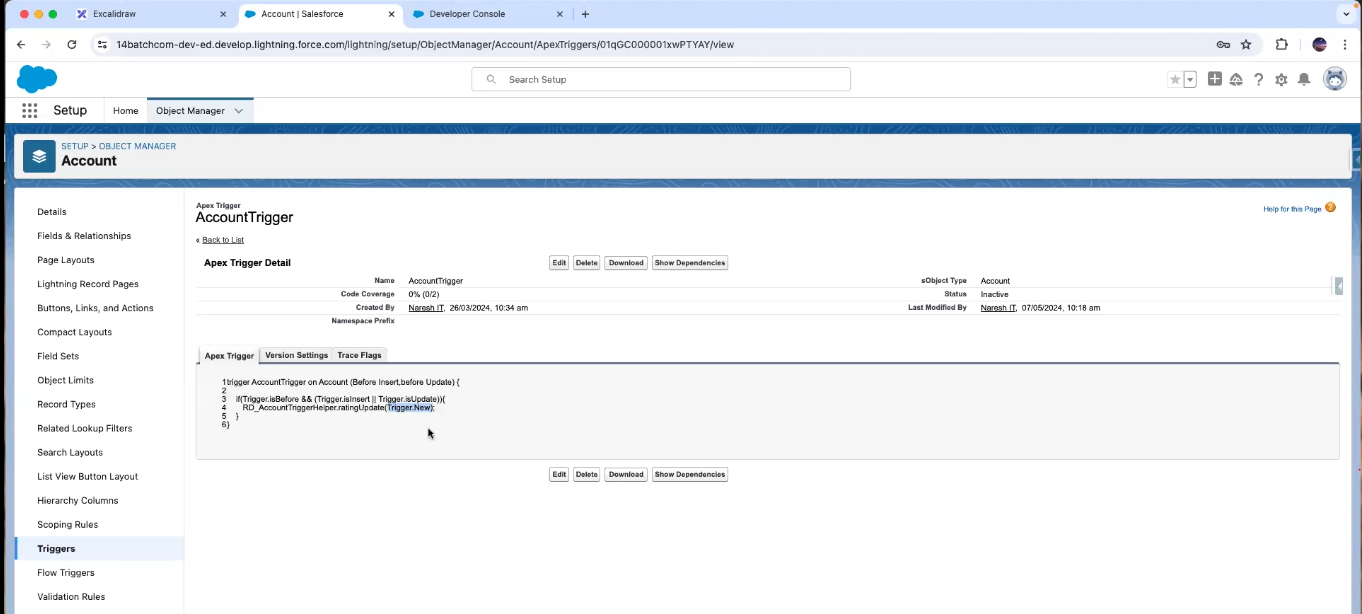 Excalidraw
Account | Salesforce
Developer Console
14batchcom-dev-ed.develop.lightning.force.com/lightning/setup/ObjectManager/Account/ApexTriggers/01qGC000001xwPTYAY/view
Search Setup
Setup
Home
Object Manager
SETUP > OBJECT MANAGER
Account
Details
Fields & Relationships
Page Layouts
Lightning Record Pages
Buttons, Links, and Actions
Compact Layouts
Field Sets
Object Limits
Record Types
Related Lookup Filters
Search Layouts
List View Button Layout
Hierarchy Columns
Scoping Rules
Triggers
Flow Triggers
Validation Rules
Apex Trigger
AccountTrigger
Help for this Page
« Back to List
Apex Trigger Detail
Edit Delete Download Show Dependencies
Name AccountTrigger sObject Type Account
Code Coverage 0% (0/2) Status Inactive
Created By Naresh IT, 26/03/2024, 10:34 am Last Modified By Naresh IT, 07/05/2024, 10:18 am
Namespace Prefix
Apex Trigger Version Settings Trace Flags
1trigger AccountTrigger on Account (Before Insert,before Update) {
2
3 if(Trigger.isBefore && (Trigger.isInsert || Trigger.isUpdate)){
4 RD_AccountTriggerHelper.ratingUpdate(Trigger.New);
5 }
6}
Edit Delete Download Show Dependencies